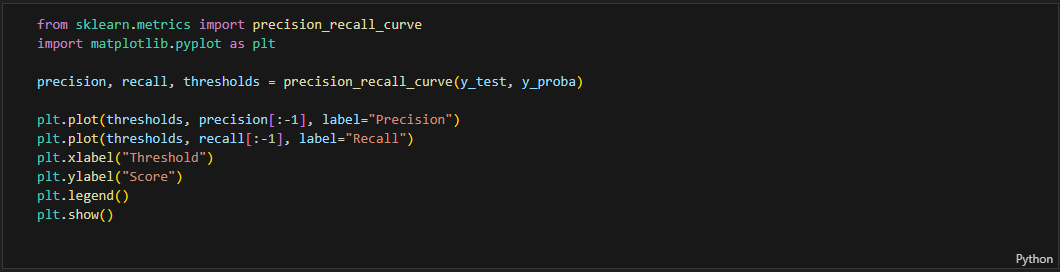 from sklearn.metrics import precision_recall_curve
import matplotlib.pyplot as plt

precision, recall, thresholds = precision_recall_curve(y_test, y_proba)

plt.plot(thresholds, precision[:-1], label="Precision")
plt.plot(thresholds, recall[:-1], label="Recall")
plt.xlabel("Threshold")
plt.ylabel("Score")
plt.legend()
plt.show()
Python